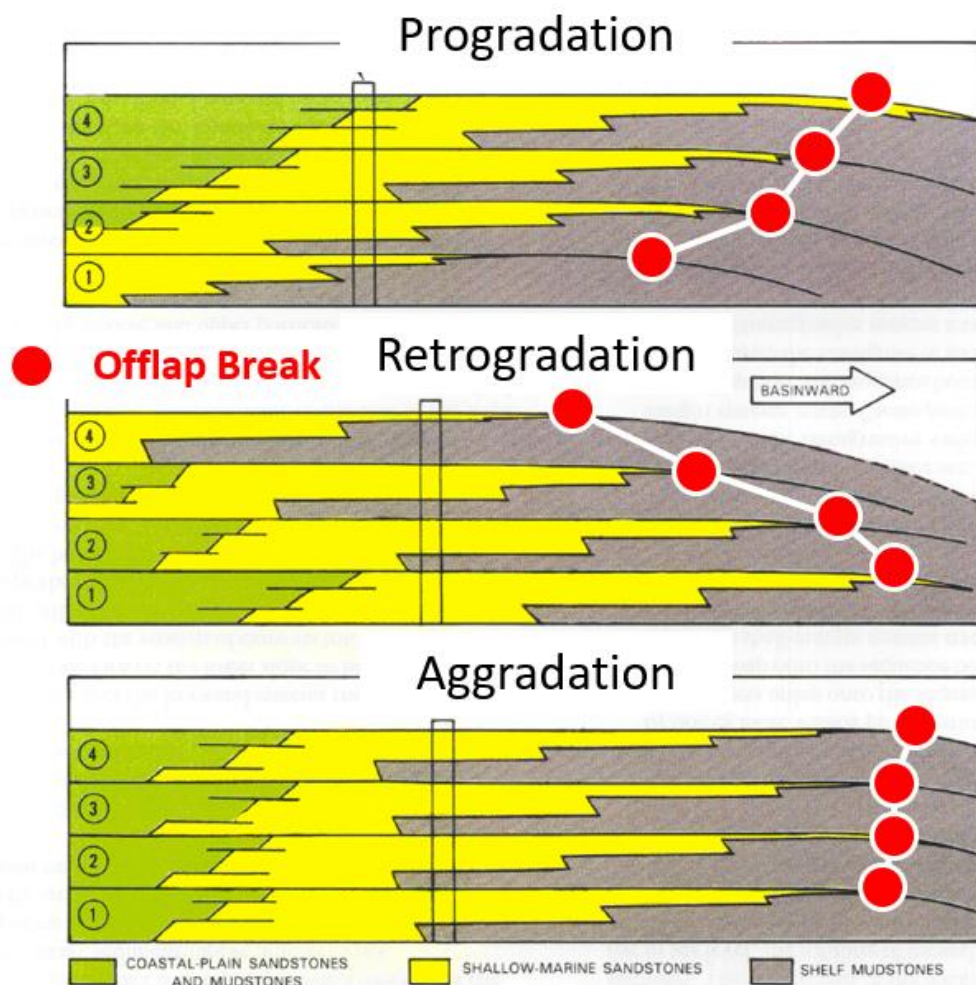 Progradation
4
3
2
1
Offlap Break
Retrogradation
BASINWARD
4
3
2
1
Aggradation
4
3
2
1
COASTAL-PLAIN SANDSTONES
AND MUDSTONES
SHALLOW-MARINE SANDSTONES
SHELF MUDSTONES